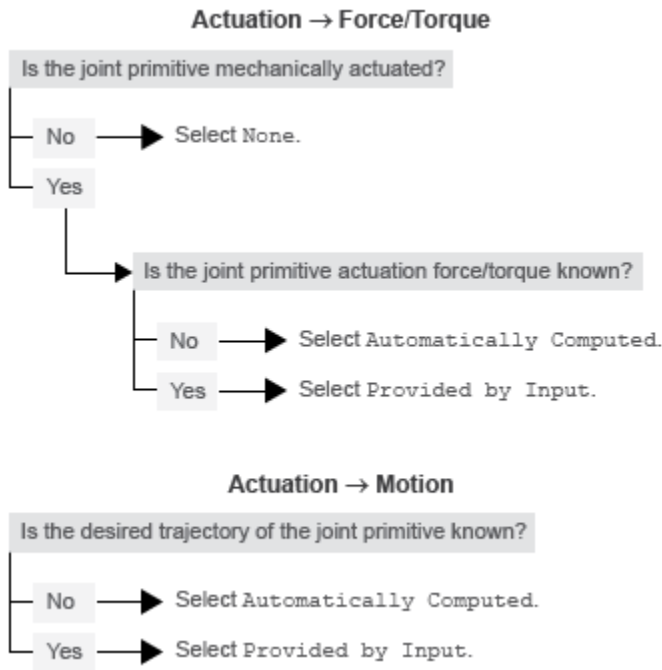 Actuation → Force/Torque
Is the joint primitive mechanically actuated?
No Select None.
Yes
Is the joint primitive actuation force/torque known?
No Select Automatically Computed.
Yes Select Provided by Input.
Actuation → Motion
Is the desired trajectory of the joint primitive known?
No Select Automatically Computed.
Yes Select Provided by Input.